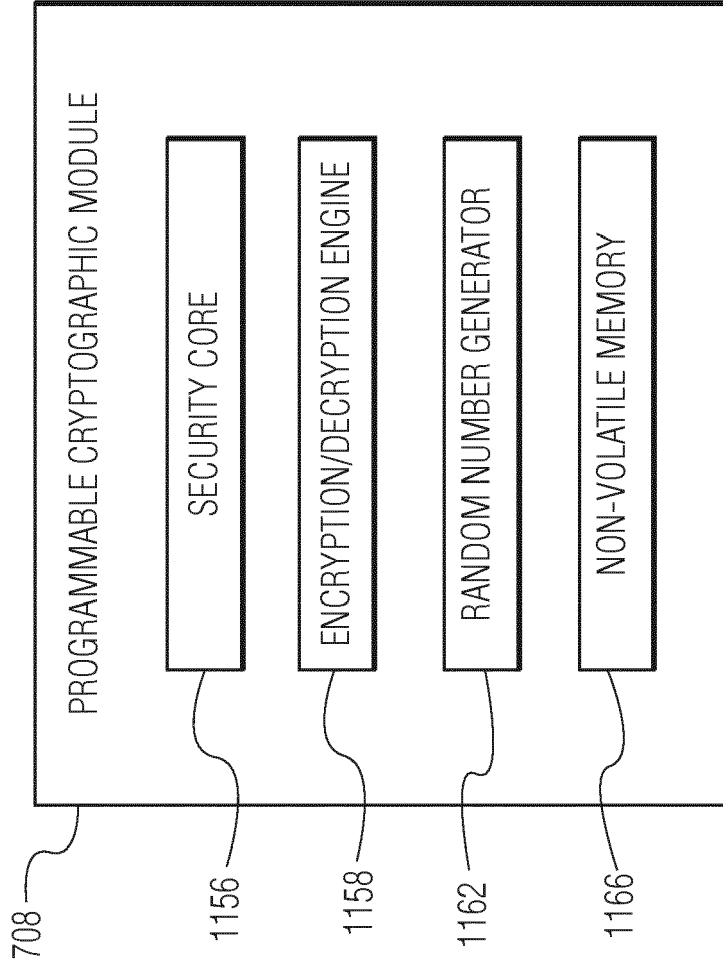 PROGRAMMABLE CRYPTOGRAPHIC MODULE
708
SECURITY CORE
1156
ENCRYPTION/DECRYPTION ENGINE
1158
RANDOM NUMBER GENERATOR
1162
NON-VOLATILE MEMORY
1166